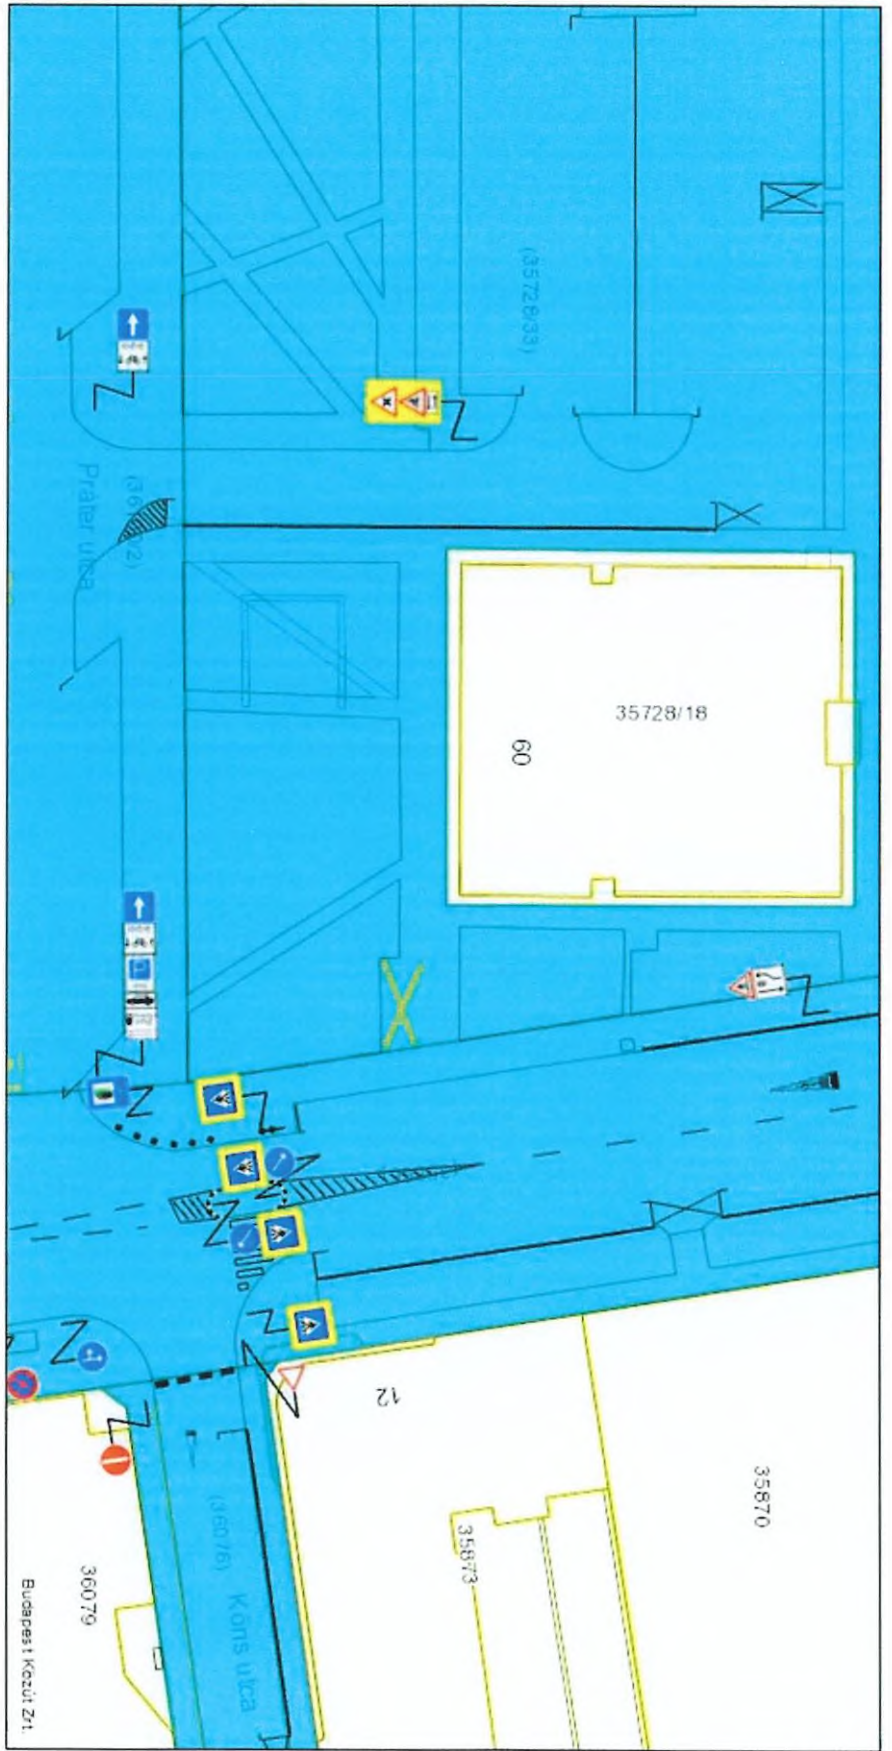 (35728/33)
Práter utca
35728/18
60
12
35870
35873
(36076) Kőris utca
36079
Budapest Közút Zrt.